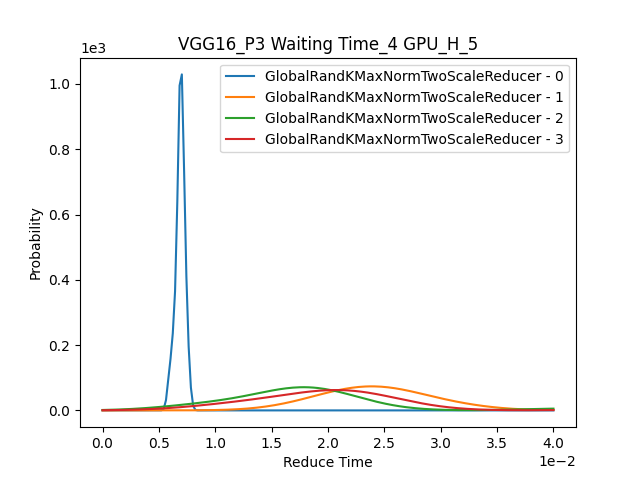 VGG16_P3 Waiting Time_4 GPU_H_5
1e3
GlobalRandKMaxNormTwoScaleReducer - 0
GlobalRandKMaxNormTwoScaleReducer - 1
GlobalRandKMaxNormTwoScaleReducer - 2
GlobalRandKMaxNormTwoScaleReducer - 3
1.0
0.8
0.6
0.4
0.2
0.0
Probability
0.0 0.5 1.0 1.5 2.0 2.5 3.0 3.5 4.0
1e−2
Reduce Time